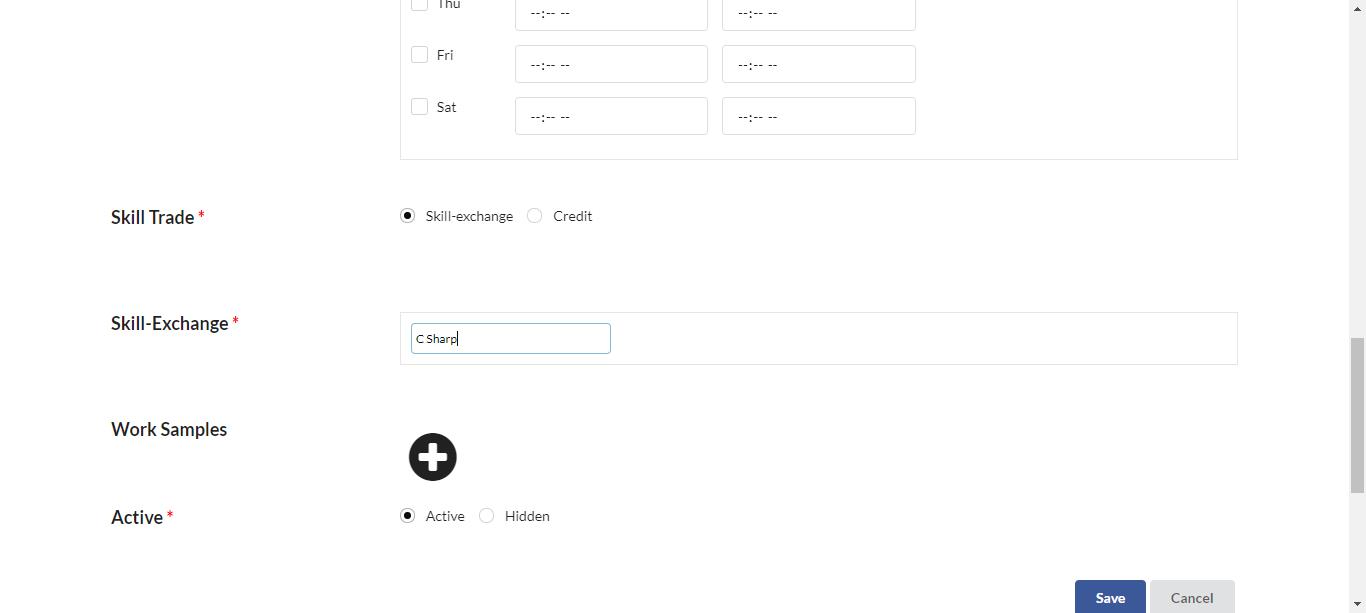 Thu --:-- -- --:-- --
Fri --:-- -- --:-- --
Sat --:-- -- --:-- --
Skill Trade * Skill-exchange Credit
Skill-Exchange * C Sharp
Work Samples
Active * Active Hidden
Save Cancel